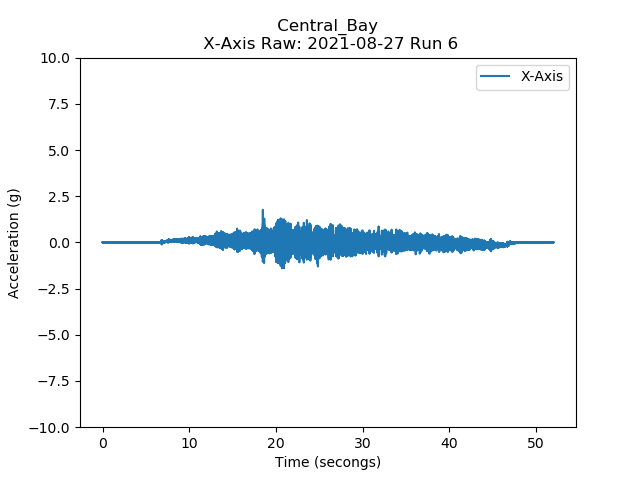 Central_Bay
X-Axis Raw: 2021-08-27 Run 6
X-Axis
10.0
7.5
5.0
2.5
0.0
−2.5
−5.0
−7.5
−10.0
Acceleration (g)
0 10 20 30 40 50
Time (secongs)